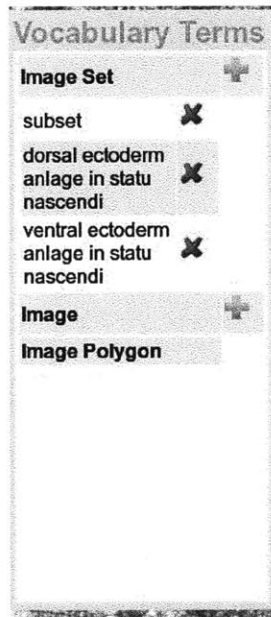 Vocabulary Terms
Image Set
subset
dorsal ectoderm
anlage in statu
nascendi
ventral ectoderm
anlage in statu
nascendi
Image
Image Polygon